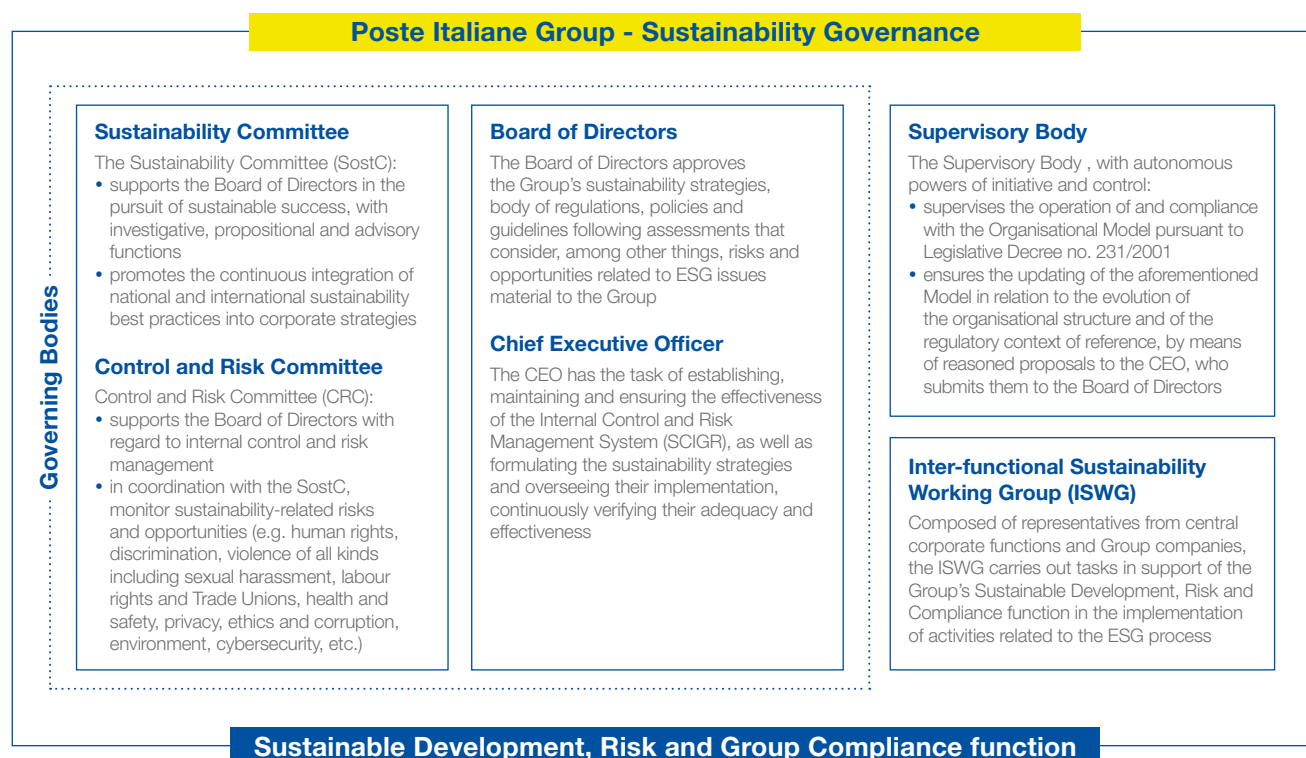 Poste Italiane Group - Sustainability Governance
Governing Bodies
Sustainability Committee
The Sustainability Committee (SostC):
• supports the Board of Directors in the
pursuit of sustainable success, with
investigative, propositional and advisory
functions
• promotes the continuous integration of
national and international sustainability
best practices into corporate strategies
Control and Risk Committee
Control and Risk Committee (CRC):
• supports the Board of Directors with
regard to internal control and risk
management
• in coordination with the SostC,
monitor sustainability-related risks
and opportunities (e.g. human rights,
discrimination, violence of all kinds
including sexual harassment, labour
rights and Trade Unions, health and
safety, privacy, ethics and corruption,
environment, cybersecurity, etc.)
Board of Directors
The Board of Directors approves
the Group's sustainability strategies,
body of regulations, policies and
guidelines following assessments that
consider, among other things, risks and
opportunities related to ESG issues
material to the Group
Chief Executive Officer
The CEO has the task of establishing,
maintaining and ensuring the effectiveness
of the Internal Control and Risk
Management System (SCIGR), as well as
formulating the sustainability strategies
and overseeing their implementation,
continuously verifying their adequacy and
effectiveness
Supervisory Body
The Supervisory Body , with autonomous
powers of initiative and control:
• supervises the operation of and compliance
with the Organisational Model pursuant to
Legislative Decree no. 231/2001
• ensures the updating of the aforementioned
Model in relation to the evolution of
the organisational structure and of the
regulatory context of reference, by means
of reasoned proposals to the CEO, who
submits them to the Board of Directors
Inter-functional Sustainability
Working Group (ISWG)
Composed of representatives from central
corporate functions and Group companies,
the ISWG carries out tasks in support of the
Group's Sustainable Development, Risk and
Compliance function in the implementation
of activities related to the ESG process
Sustainable Development, Risk and Group Compliance function